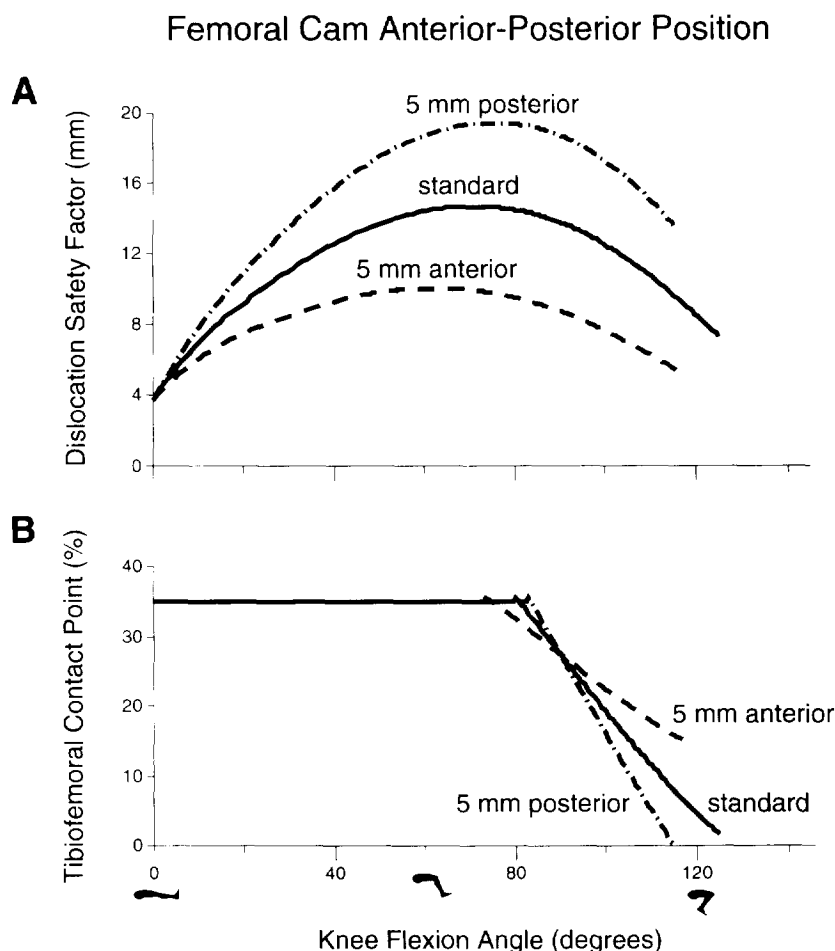 Femoral Cam Anterior-Posterior Position
A
Dislocation Safety Factor (mm)
20
16
12
8
4
0
5 mm posterior
standard
5 mm anterior
B
Tibiofemoral Contact Point (%)
40
30
20
10
0
5 mm anterior
5 mm posterior
standard
0
40
80
120
Knee Flexion Angle (degrees)